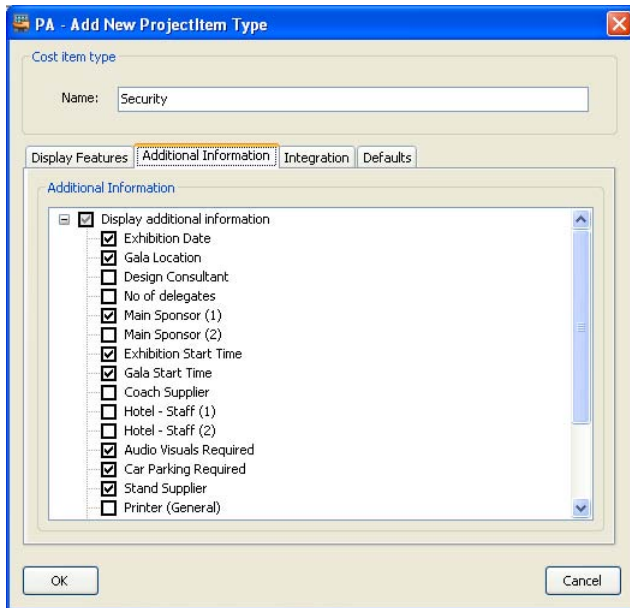 PA - Add New ProjectItem Type
Cost item type
Name: Security
Display Features Additional Information Integration Defaults
Additional Information
Display additional information
Exhibition Date
Gala Location
Design Consultant
No of delegates
Main Sponsor (1)
Main Sponsor (2)
Exhibition Start Time
Gala Start Time
Coach Supplier
Hotel - Staff (1)
Hotel - Staff (2)
Audio Visuals Required
Car Parking Required
Stand Supplier
Printer (General)
OK Cancel